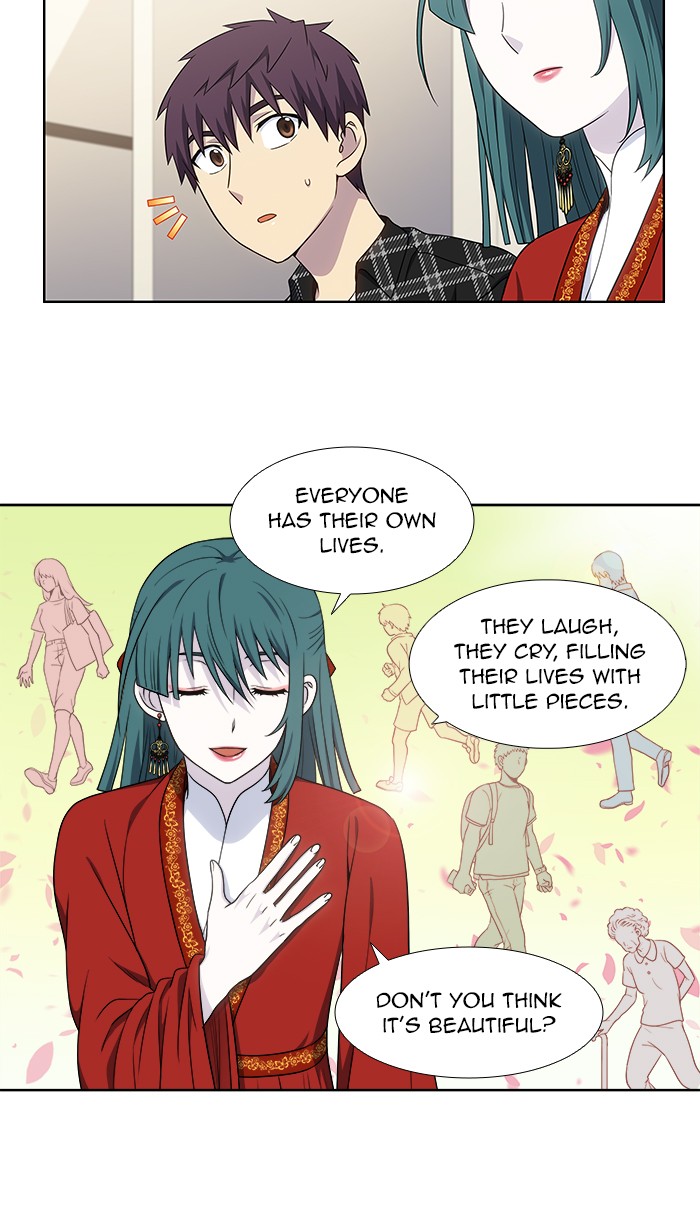 EVERYONE
HAS THEIR OWN
LIVES.
THEY LAUGH,
THEY CRY, FILLING
THEIR LIVES WITH
LITTLE PIECES.
DON'T YOU THINK
IT'S BEAUTIFUL?